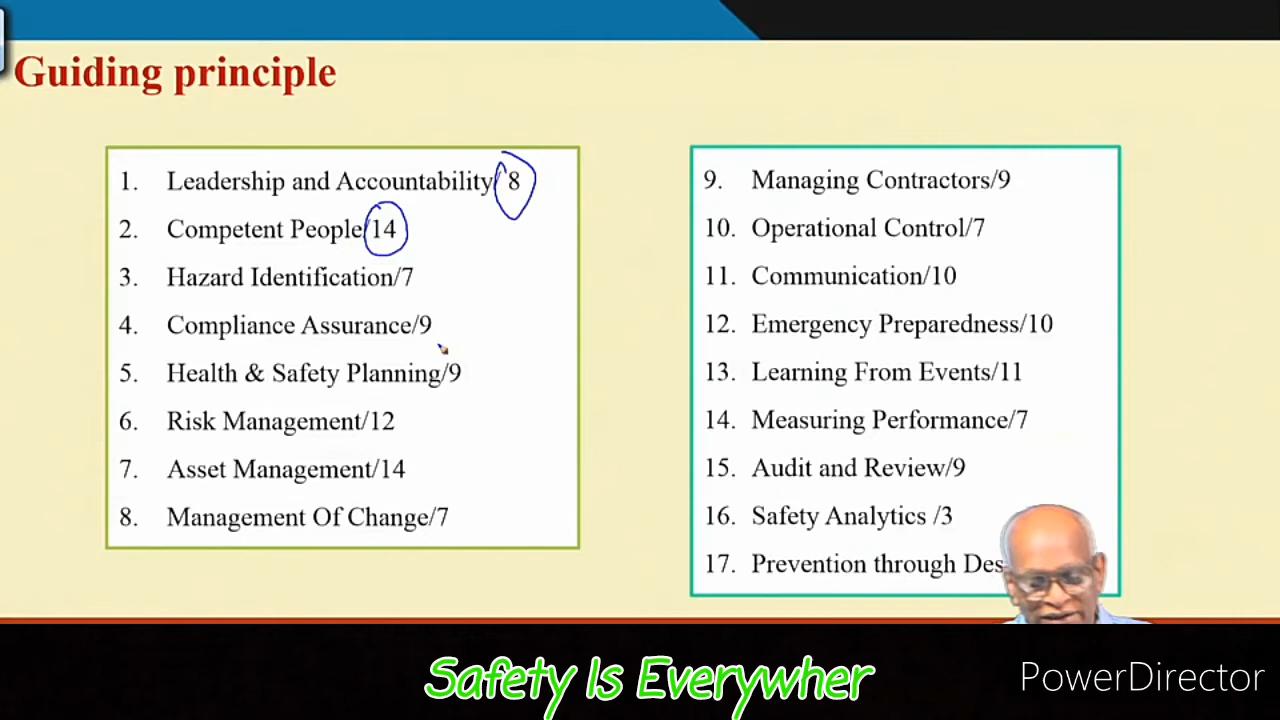 Guiding principle
1. Leadership and Accountability/8
2. Competent People/14
3. Hazard Identification/7
4. Compliance Assurance/9
5. Health & Safety Planning/9
6. Risk Management/12
7. Asset Management/14
8. Management Of Change/7
9. Managing Contractors/9
10. Operational Control/7
11. Communication/10
12. Emergency Preparedness/10
13. Learning From Events/11
14. Measuring Performance/7
15. Audit and Review/9
16. Safety Analytics /3
17. Prevention through Des
Safety Is Everywher
PowerDirector